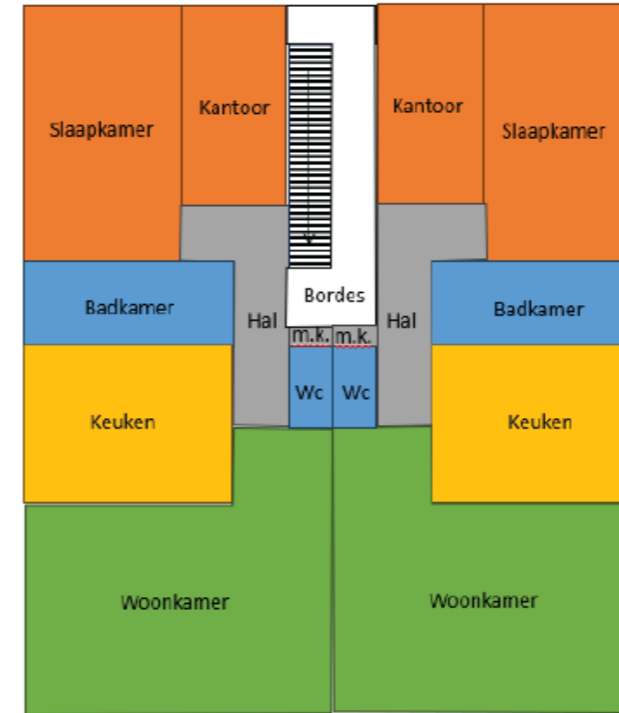 Kantoor
Kantoor
Slaapkamer
Slaapkamer
Bordes
Badkamer
Hal
Hal
Badkamer
m.k.
m.k.
Wc
Wc
Keuken
Keuken
Woonkamer
Woonkamer